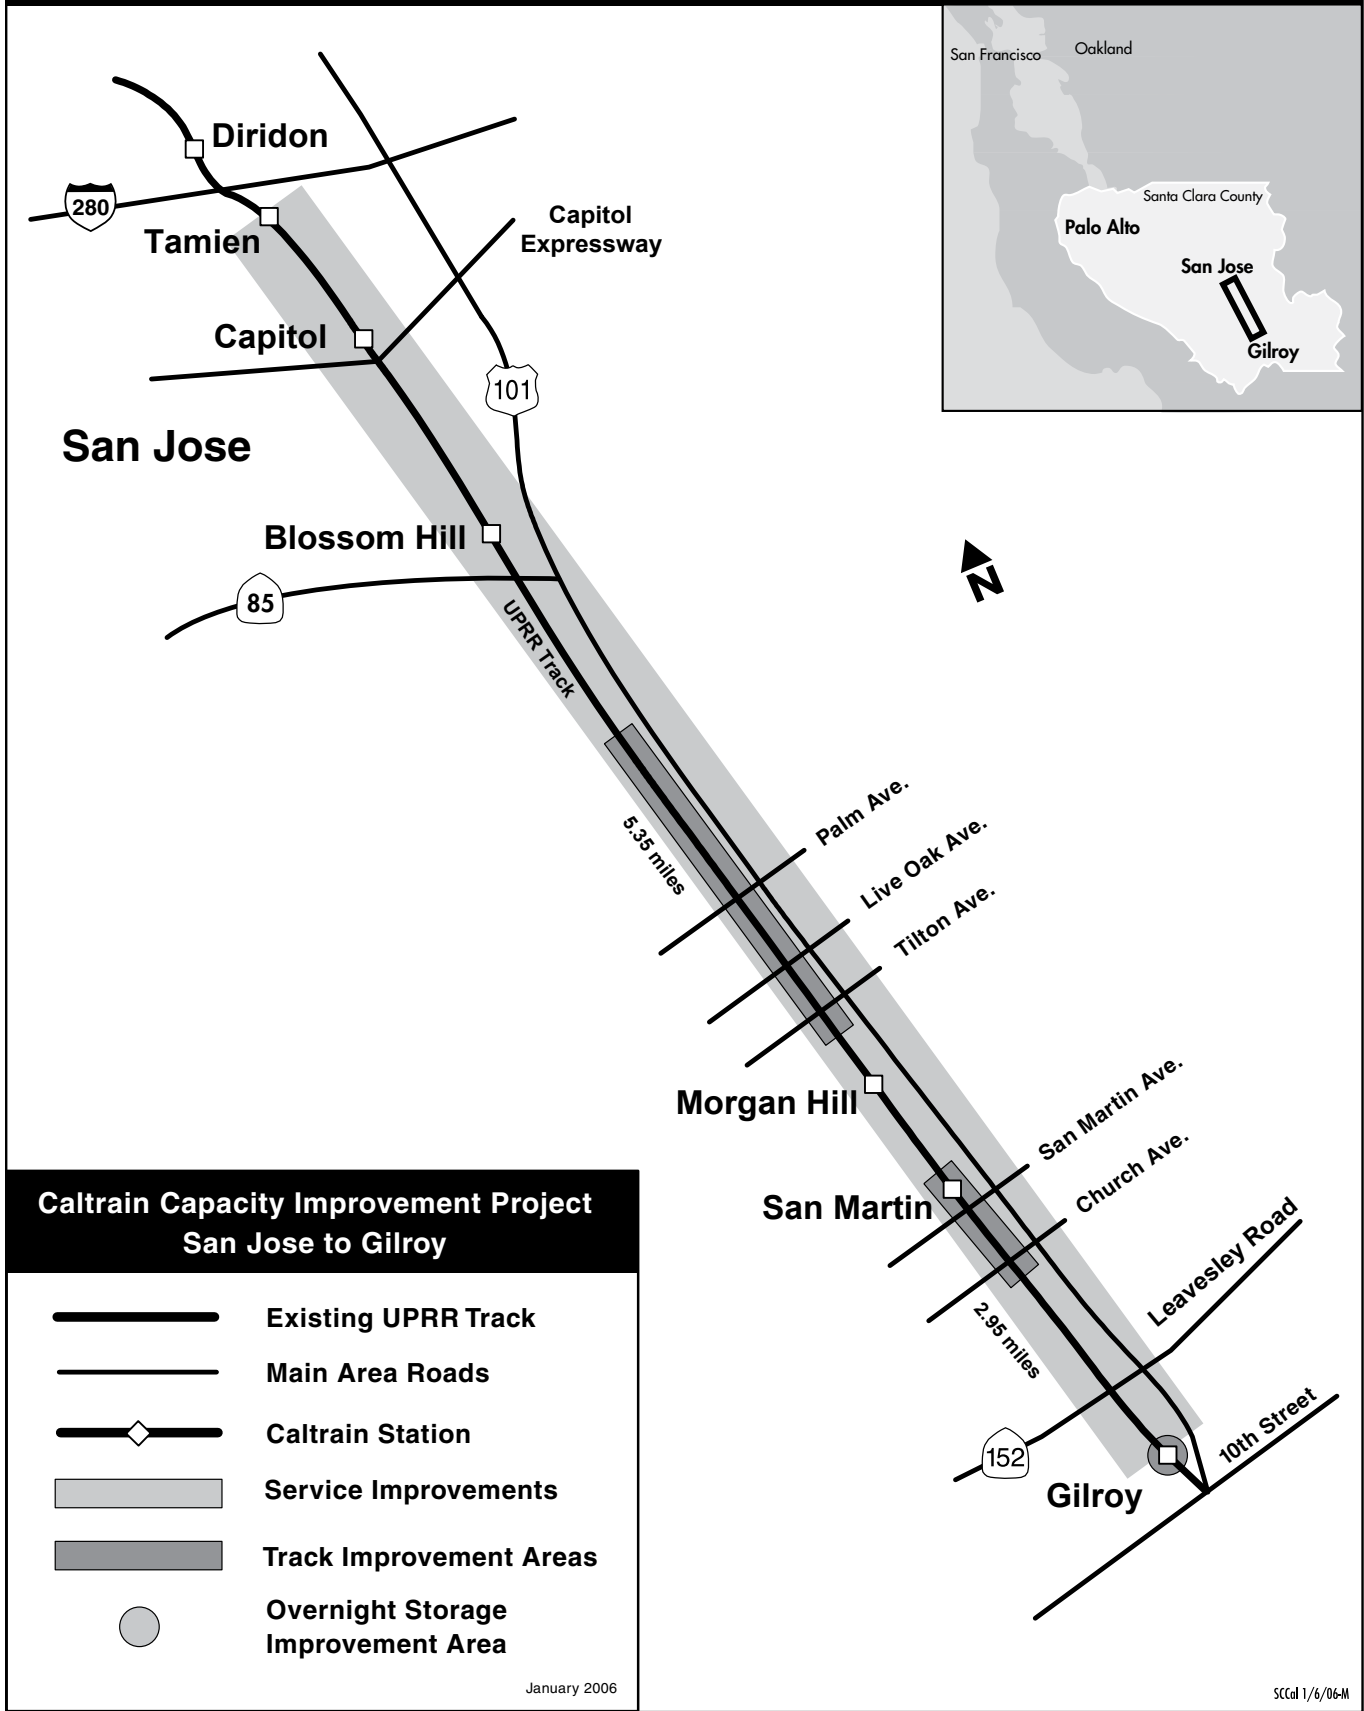 San Francisco
Oakland
Santa Clara County
Palo Alto
San Jose
Gilroy
Diridon
280
Tamien
Capitol
Expressway
Capitol
101
San Jose
Blossom Hill
85
UPRR Track
N
5.35 miles
Palm Ave.
Live Oak Ave.
Tilton Ave.
Morgan Hill
San Martin Ave.
Church Ave.
San Martin
2.95 miles
Leavesley Road
152
10th Street
Gilroy
Caltrain Capacity Improvement Project
San Jose to Gilroy
Existing UPRR Track
Main Area Roads
Caltrain Station
Service Improvements
Track Improvement Areas
Overnight Storage
Improvement Area
January 2006
SCCal 1/6/06-M